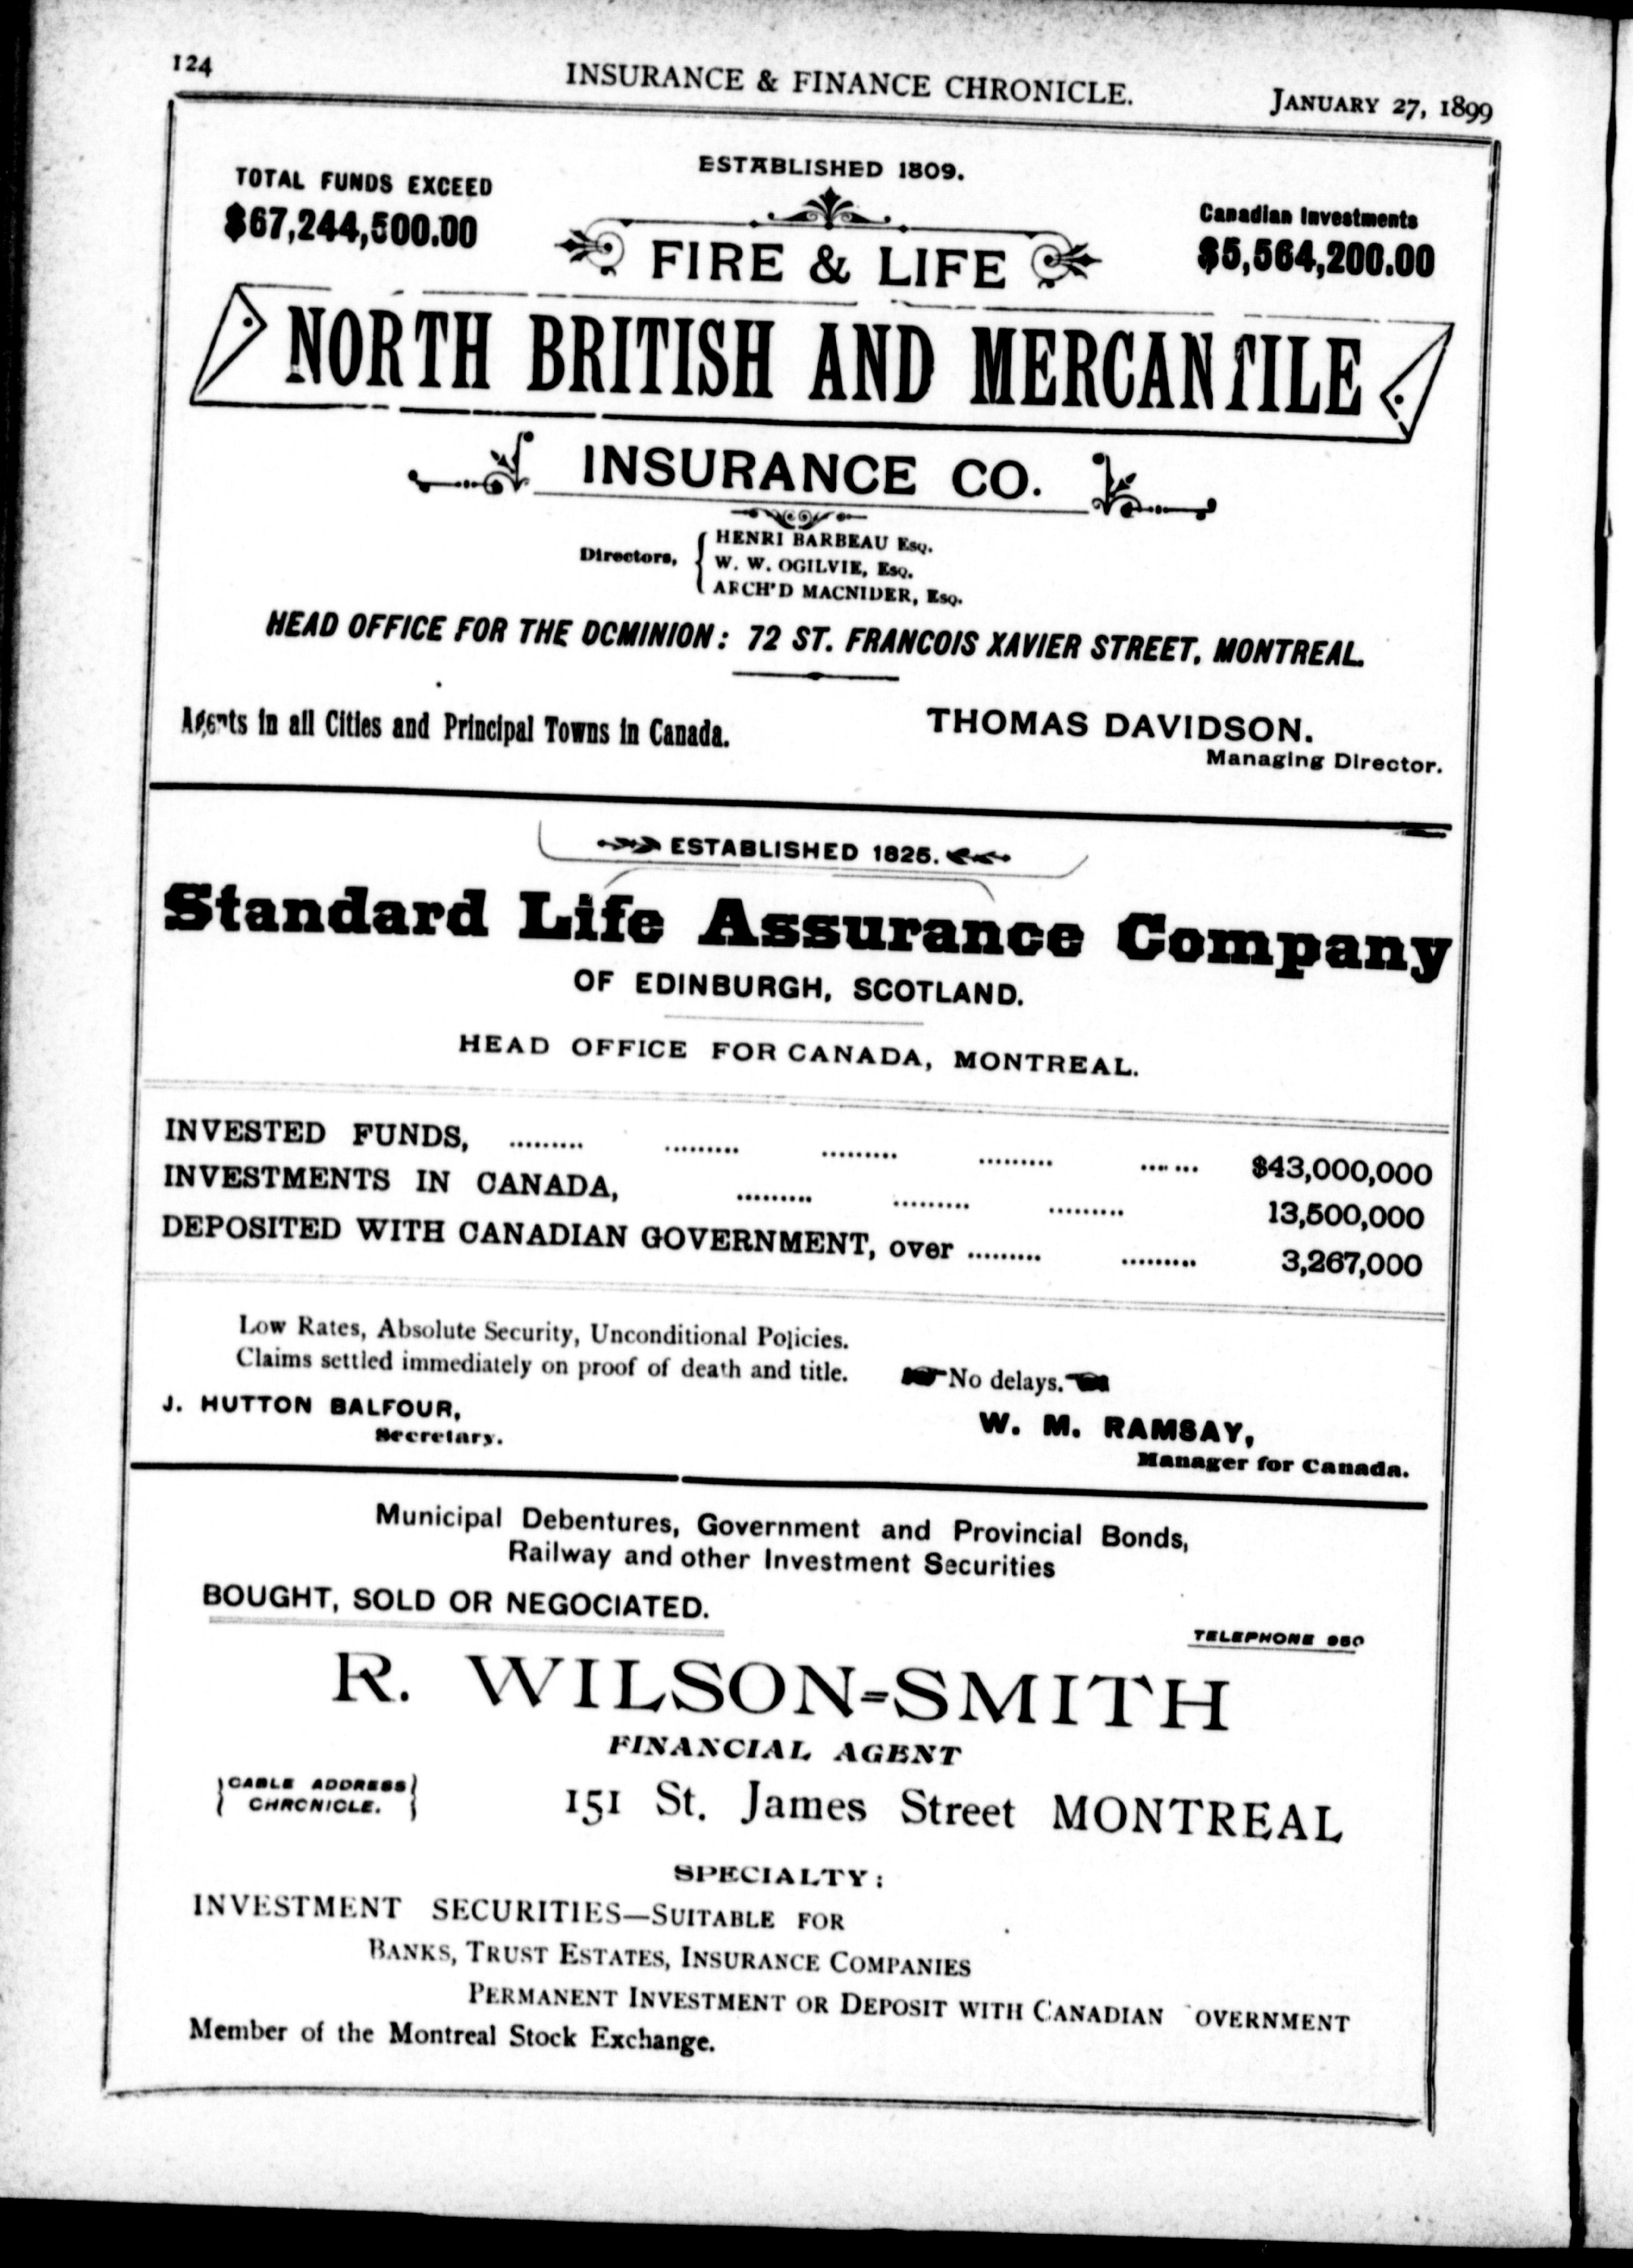 124
INSURANCE & FINANCE CHRONICLE.
JANUARY 27, 1899
ESTABLISHED 1809.
TOTAL FUNDS EXCEED
$67,244,500.00
Canadian Investments
$5,564,200.00
FIRE & LIFE
NORTH BRITISH AND MERCANTILE
INSURANCE CO.
Directors,
HENRI BARBEAU Esq.
W. W. OGILVIE, Esq.
ARCH'D MACNIDER, Esq.
HEAD OFFICE FOR THE DOMINION: 72 ST. FRANCOIS XAVIER STREET, MONTREAL.
Agents in all Cities and Principal Towns in Canada.
THOMAS DAVIDSON.
Managing Director.
ESTABLISHED 1825.
Standard Life Assurance Company
OF EDINBURGH, SCOTLAND.
HEAD OFFICE FOR CANADA, MONTREAL.
INVESTED FUNDS, ......... ......... ......... ......... ....... $43,000,000
INVESTMENTS IN CANADA, ......... ......... ......... 13,500,000
DEPOSITED WITH CANADIAN GOVERNMENT, over ......... ......... 3,267,000
Low Rates, Absolute Security, Unconditional Policies.
Claims settled immediately on proof of death and title. No delays.
J. HUTTON BALFOUR,
Secretary.
W. M. RAMSAY,
Manager for Canada.
Municipal Debentures, Government and Provincial Bonds,
Railway and other Investment Securities
BOUGHT, SOLD OR NEGOCIATED.
TELEPHONE 950
R. WILSON=SMITH
FINANCIAL AGENT
CABLE ADDRESS
CHRONICLE.
151 St. James Street MONTREAL
SPECIALTY:
INVESTMENT SECURITIES—SUITABLE FOR
BANKS, TRUST ESTATES, INSURANCE COMPANIES
PERMANENT INVESTMENT OR DEPOSIT WITH CANADIAN OVERNMENT
Member of the Montreal Stock Exchange.